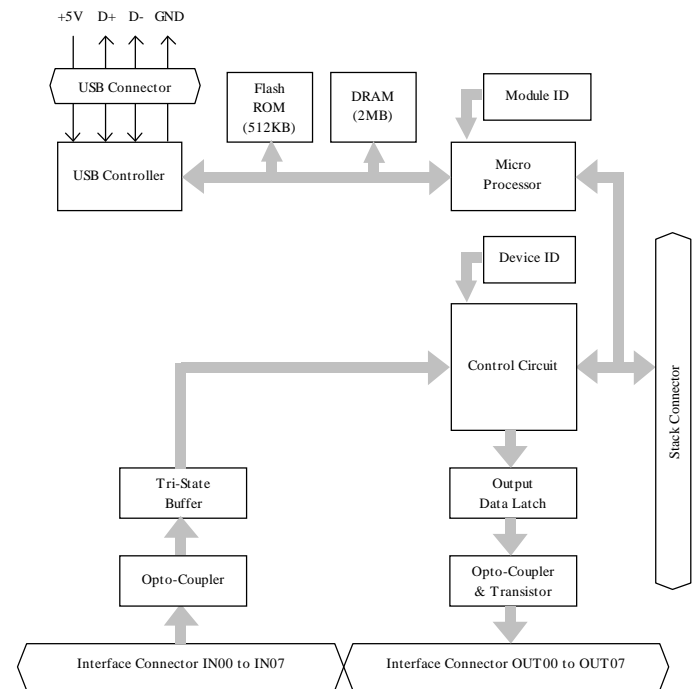 +5V D+ D- GND
USB Connector
Flash
ROM
(512KB)
DRAM
(2MB)
Module ID
USB Controller
Micro
Processor
Device ID
Control Circuit
Stack Connector
Tri-State
Buffer
Output
Data Latch
Opto-Coupler
Opto-Coupler
& Transistor
Interface Connector IN00 to IN07
Interface Connector OUT00 to OUT07